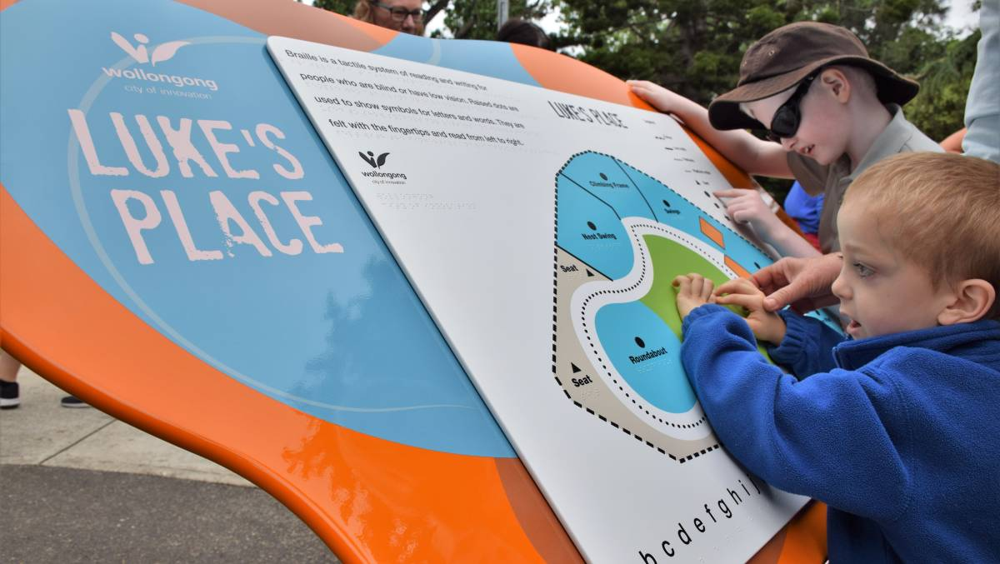 wollongong
city of innovation
LUKE'S
PLACE
Braille is a tactile system of reading and writing for
people who are blind or have low vision. Raised dots are
used to show symbols for letters and words. They are
felt with the fingertips and read from left to right.
wollongong
city of innovation
LUKE'S PLACE
Climbing Frame
Swings
Nest Swing
Seat
Roundabout
Seat
b c d e f g h i j